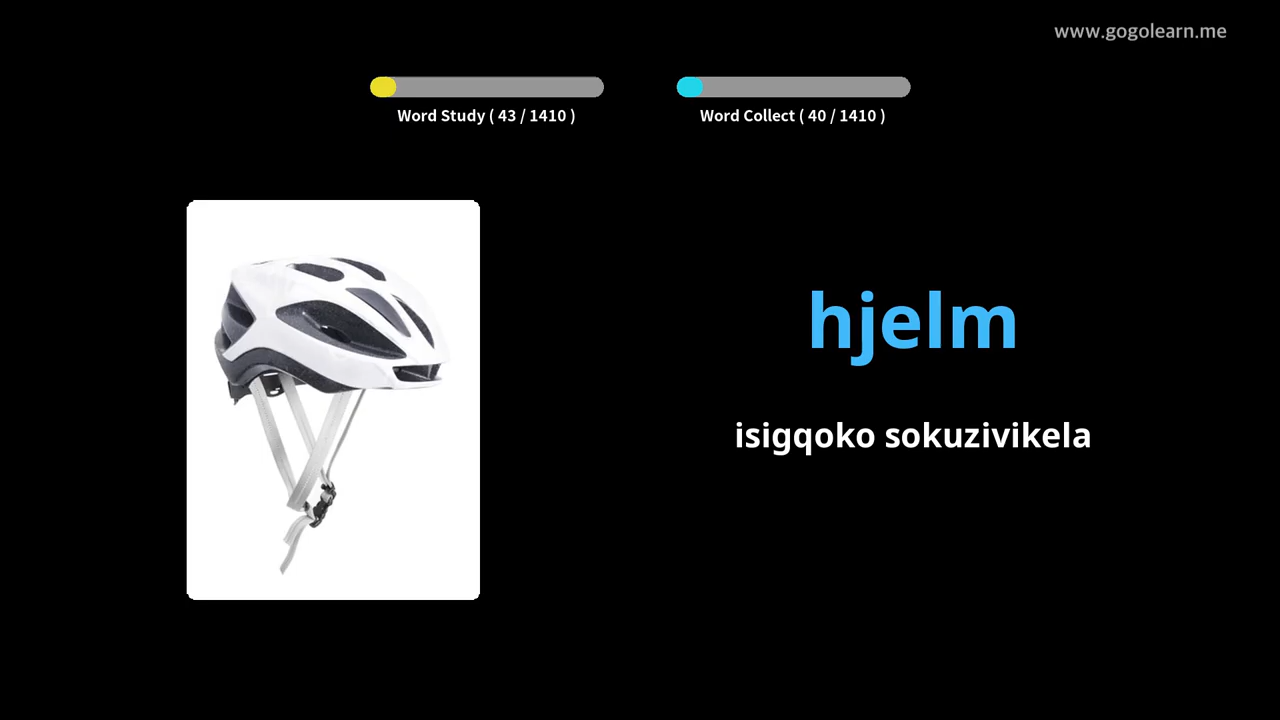 www.gogolearn.me
Word Study ( 43 / 1410 )
Word Collect ( 40 / 1410 )
hjelm
isigqoko sokuzivikela